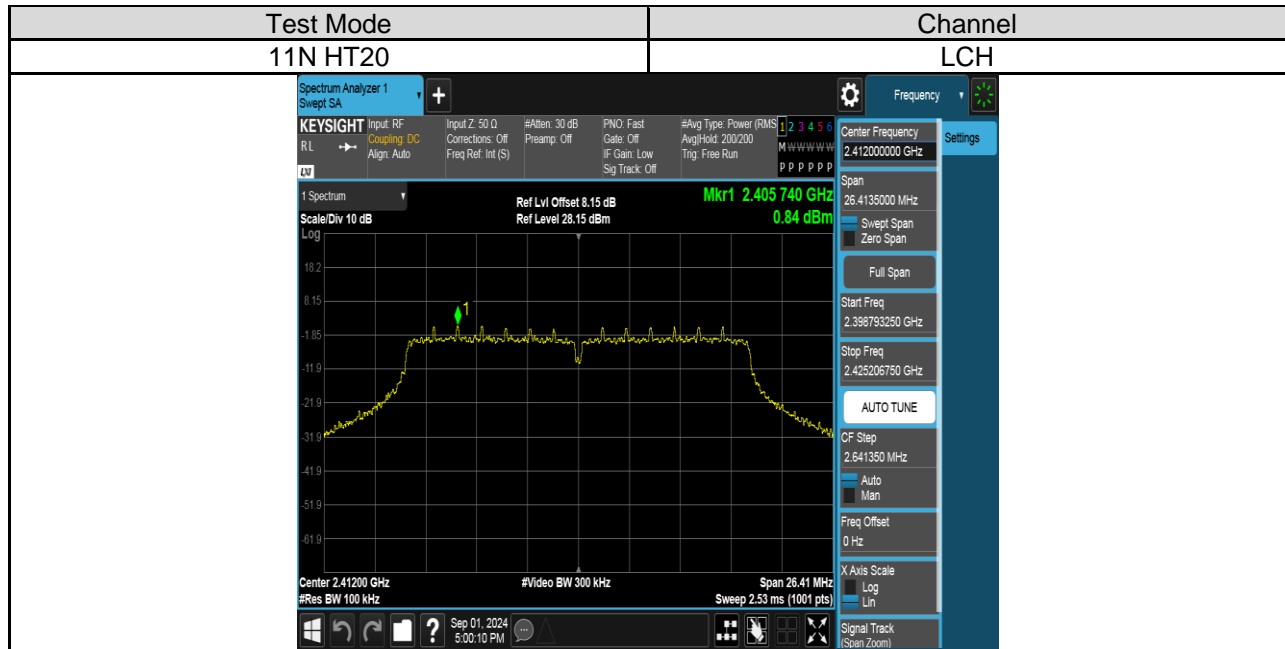 Test Mode Channel
11N HT20 LCH
Spectrum Analyzer 1
Swept SA
+
Frequency
KEYSIGHT
RL
LXI
Input: RF
Coupling: DC
Align: Auto
Input Z: 50 Ω
Corrections: Off
Freq Ref: Int (S)
#Atten: 30 dB
Preamp: Off
PNO: Fast
Gate: Off
IF Gain: Low
Sig Track: Off
#Avg Type: Power (RMS
Avg|Hold: 200/200
Trig: Free Run
1 2 3 4 5 6
M W W W W W
P P P P P P
1 Spectrum
Scale/Div 10 dB
Log
Ref Lvl Offset 8.15 dB
Ref Level 28.15 dBm
Mkr1 2.405 740 GHz
0.84 dBm
18.2
8.15
-1.85
-11.9
-21.9
-31.9
-41.9
-51.9
-61.9
1
Center 2.41200 GHz
#Res BW 100 kHz
#Video BW 300 kHz
Span 26.41 MHz
Sweep 2.53 ms (1001 pts)
?
Sep 01, 2024
5:00:10 PM
Center Frequency
2.412000000 GHz
Settings
Span
26.4135000 MHz
Swept Span
Zero Span
Full Span
Start Freq
2.398793250 GHz
Stop Freq
2.425206750 GHz
AUTO TUNE
CF Step
2.641350 MHz
Auto
Man
Freq Offset
0 Hz
X Axis Scale
Log
Lin
Signal Track
(Span Zoom)